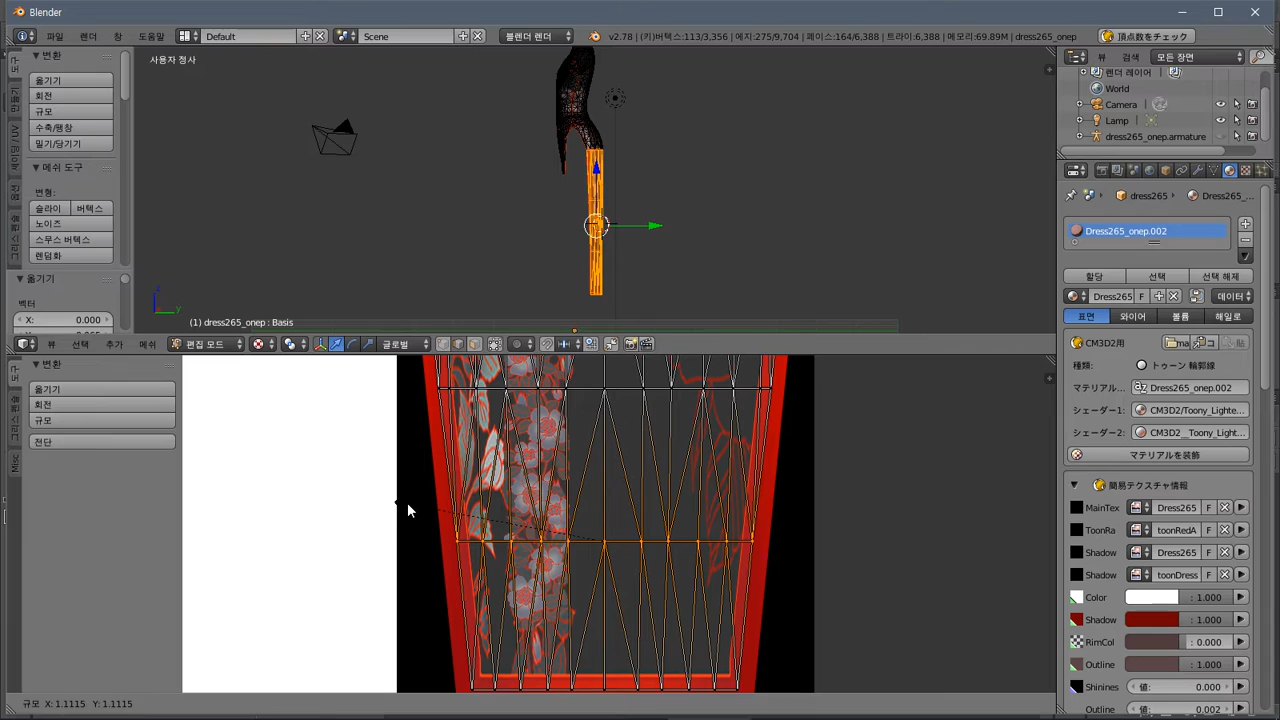 Blender
파일 렌더 창 도움말 Default Scene 블렌더 렌더 v2.78 | (키)버텍스:113/3,356 | 에지:275/9,704 | 페이스:164/6,388 | 트라이:6,388 | 메모리:69.89M | dress265_onep 頂点数をチェック
변환
옮기기
회전
규모
수축/팽창
밀기/당기기
메쉬 도구
변형:
슬라이 버텍스
노이즈
스무스 버텍스
랜덤화
옮기기
벡터
X: 0.000
사용자 정사
(1) dress265_onep : Basis
뷰 선택 추가 메쉬 편집 모드 글로벌
변환
옮기기
회전
규모
전단
Misc
규모 X: 1.1115 Y: 1.1115
뷰 검색 모든 장면
렌더 레이어
World
Camera
Lamp
dress265_onep.armature
dress265 Dress265_...
Dress265_onep.002
할당 선택 선택 해제
Dress265 F 데이터
표면 와이어 볼륨 헤일로
CM3D2用
種類: トゥーン 輪郭線
マテリアル... Dress265_onep.002
シェーダー1: CM3D2/Toony_Lighte...
シェーダー2: CM3D2__Toony_Light...
マテリアルを装飾
簡易テクスチャ情報
MainTex Dress265 F
ToonRa toonRedA F
Shadow Dress265 F
Shadow toonDress F
Color : 1.000
Shadow : 1.000
RimCol : 0.000
Outline : 1.000
Shinines 値: 0.000
Outline 値: 0.002